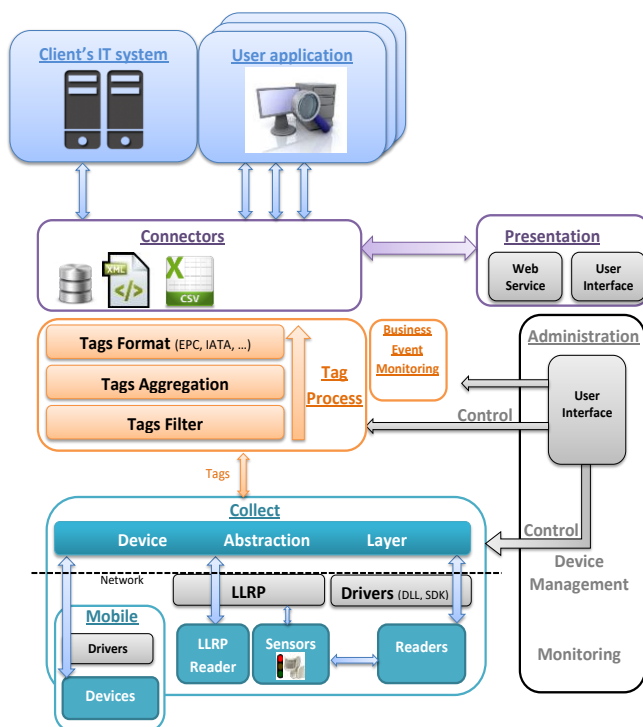 Client's IT system
User application
Connectors
XML
</>
X
CSV
Presentation
Web
Service
User
Interface
Tags Format (EPC, IATA, ...)
Tags Aggregation
Tags Filter
Tag
Process
Business
Event
Monitoring
Administration
User
Interface
Control
Tags
Collect
Device Abstraction Layer
Control
Device
Management
Network
LLRP
Drivers (DLL, SDK)
Mobile
Drivers
Devices
LLRP
Reader
Sensors
Readers
Monitoring